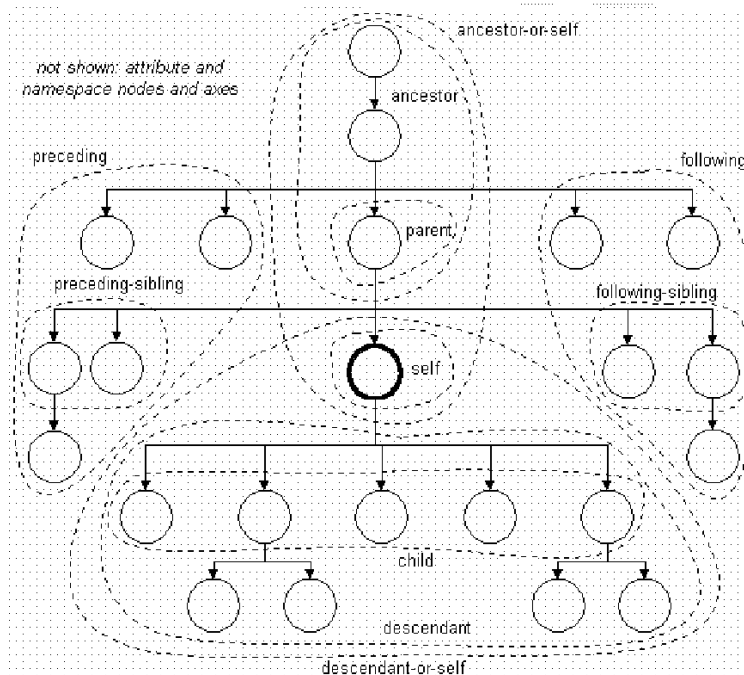 ancestor-or-self
not shown: attribute and
namespace nodes and axes
ancestor
preceding
following
parent
preceding-sibling
following-sibling
self
child
descendant
descendant-or-self